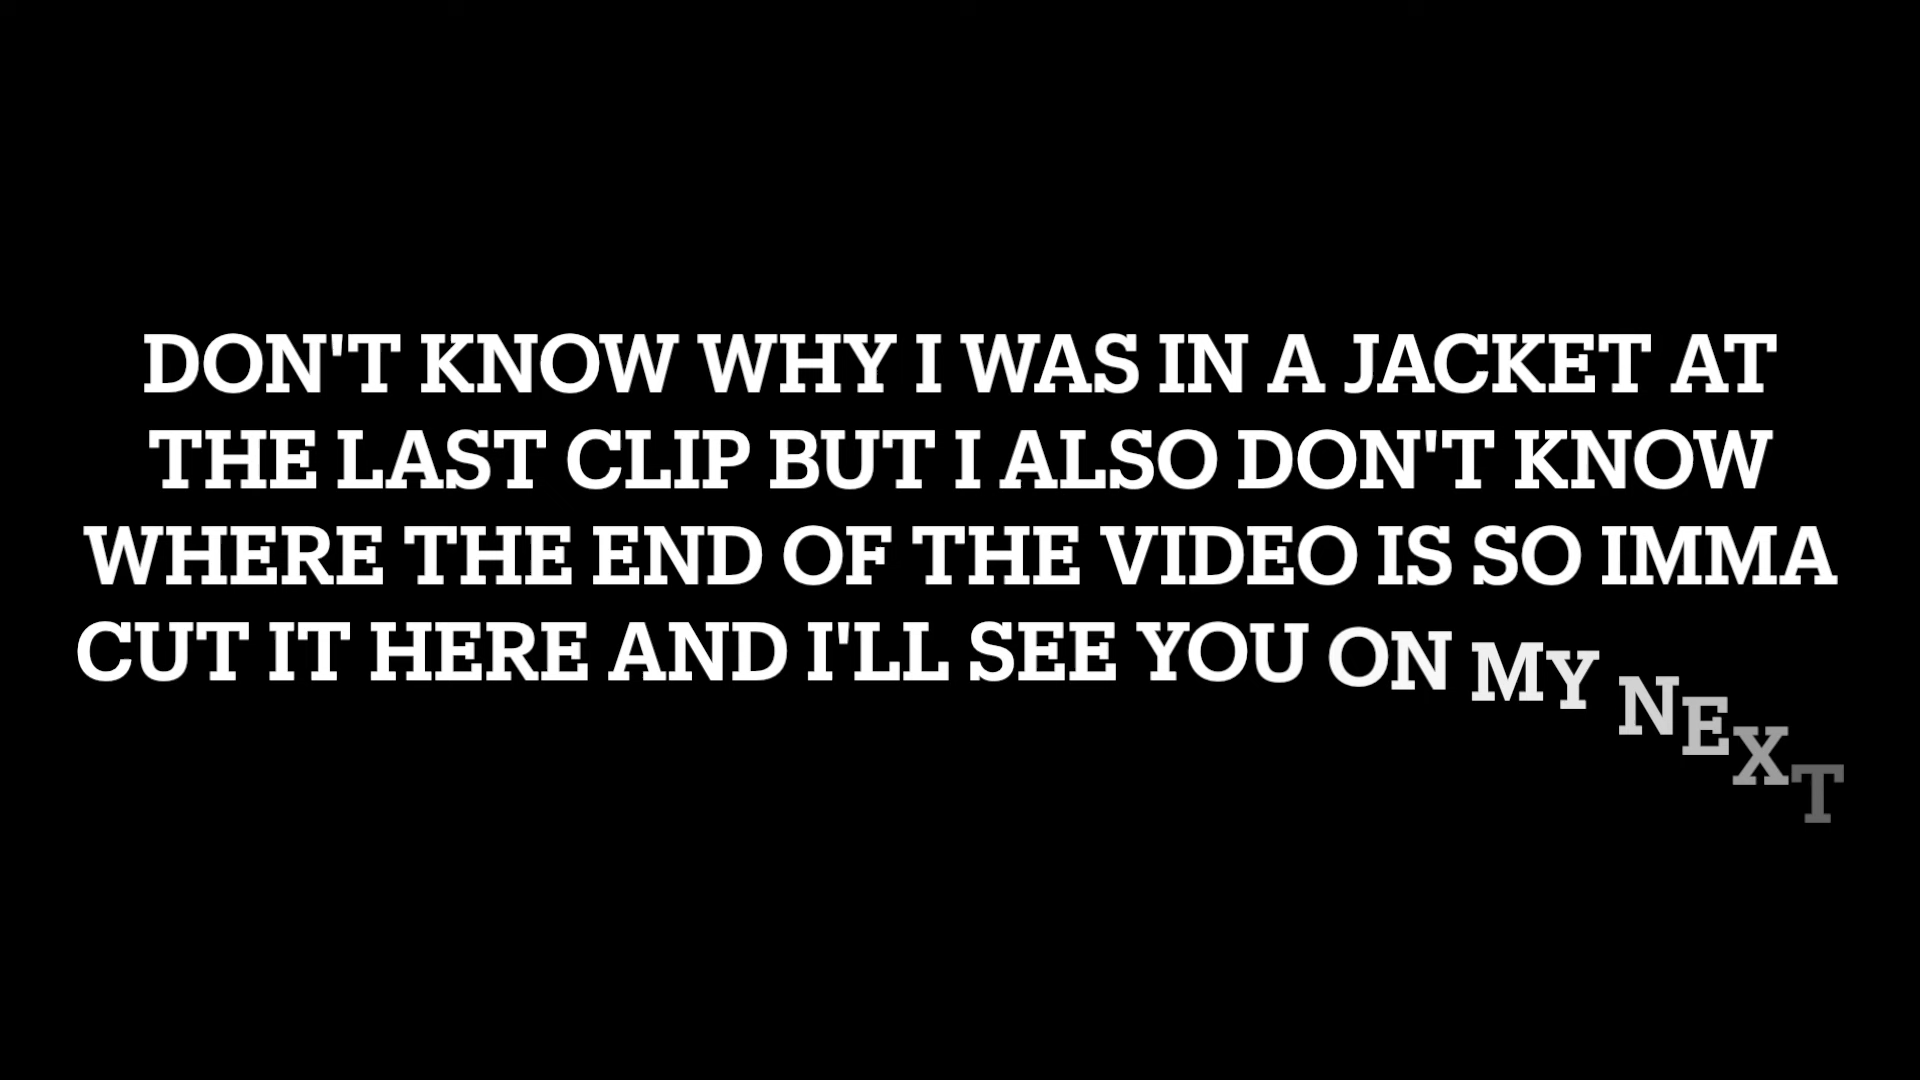 DON'T KNOW WHY I WAS IN A JACKET AT
THE LAST CLIP BUT I ALSO DON'T KNOW
WHERE THE END OF THE VIDEO IS SO IMMA
CUT IT HERE AND I'LL SEE YOU ON MY NEXT